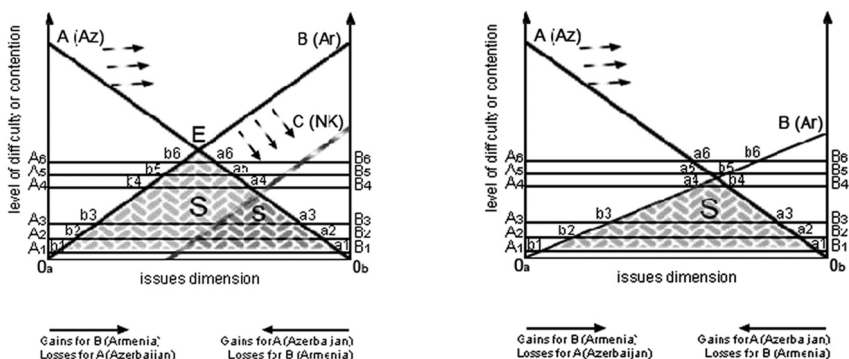 level of difficulty or contention
A (Az)
B (Ar)
C (NK)
E
b6 a6
A6 B6
b5 a5
A5 B5
b4 a4
A4 B4
S
S
b3 a3
A3 B3
b2 a2
A2 B2
b1 a1
A1 B1
0a 0b
issues dimension
Gains for B (Armenia)
Losses for A (Azerbaijan)
Gains for A (Azerbaijan)
Losses for B (Armenia)
level of difficulty or contention
A (Az)
B (Ar)
a6 b6
A6 B6
a5 b5
A5 B5
a4 b4
A4 B4
S
b3 a3
A3 B3
b2 a2
A2 B2
b1 a1
A1 B1
0a 0b
issues dimension
Gains for B (Armenia)
Losses for A (Azerbaijan)
Gains for A (Azerbaijan)
Losses for B (Armenia)